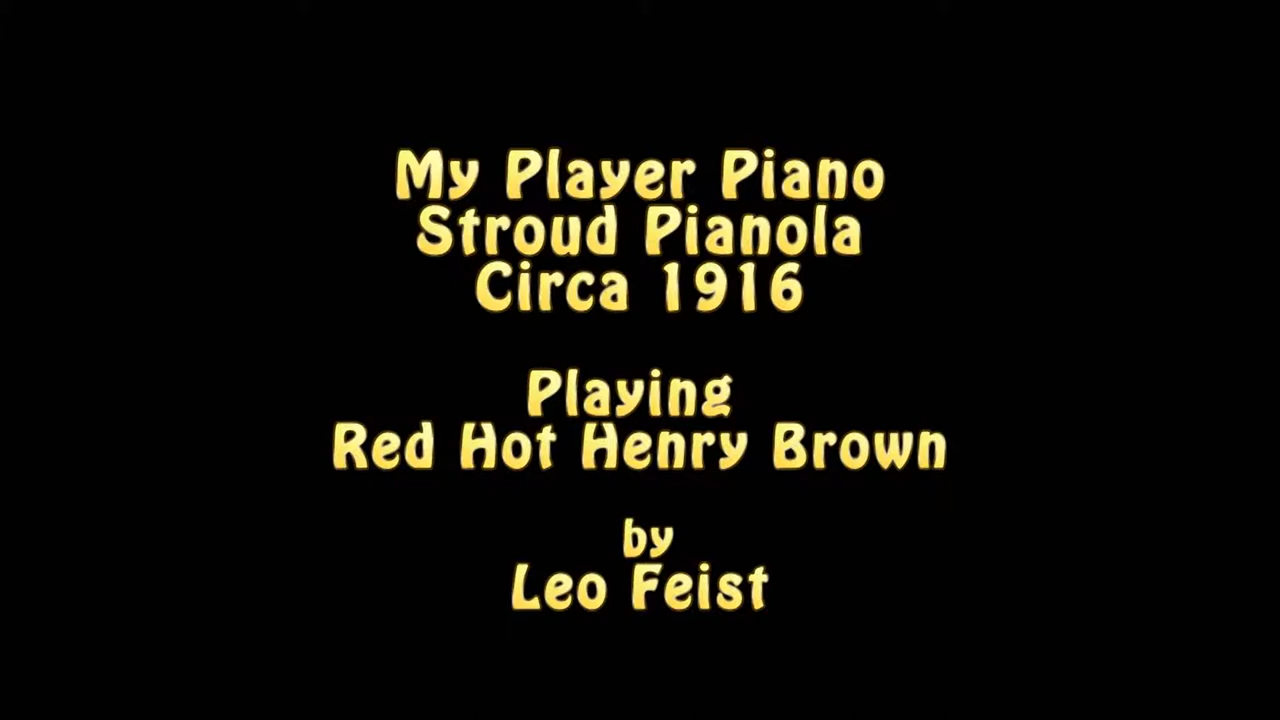 My Player Piano
Stroud Pianola
Circa 1916
Playing
Red Hot Henry Brown
by
Leo Feist